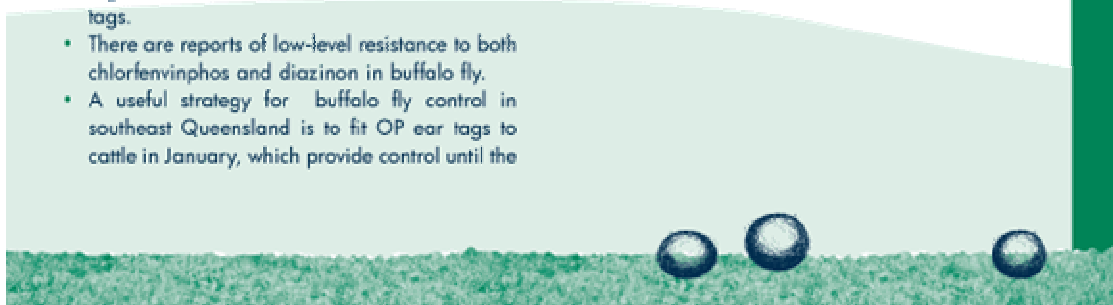 tags.
• There are reports of low-level resistance to both
chlorfenvinphos and diazinon in buffalo fly.
• A useful strategy for buffalo fly control in
southeast Queensland is to fit OP ear tags to
cattle in January, which provide control until the